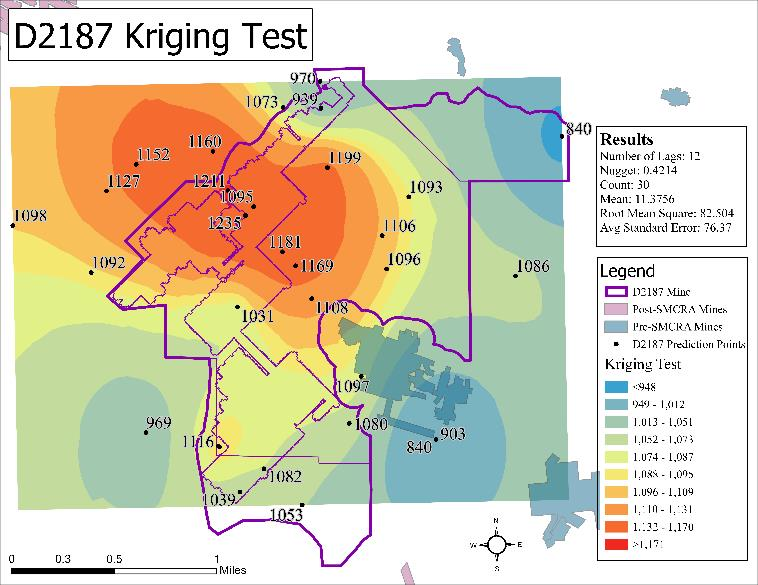 D2187 Kriging Test
970
1073
939
840
1160
1152
1199
1127
1211
1095
1093
1098
1235
1106
1181
1092
1169
1096
1086
1108
1031
1097
969
1080
1116
903
840
1082
1039
1053
Results
Number of Lags: 12
Nugget: 0.4214
Count: 30
Mean: 11.3756
Root Mean Square: 82.504
Avg Standard Error: 76.37
Legend
D2187 Mine
Post-SMCRA Mines
Pre-SMCRA Mines
D2187 Prediction Points
Kriging Test
<948
949 - 1,012
1,013 - 1,051
1,052 - 1,073
1,074 - 1,087
1,088 - 1,095
1,096 - 1,109
1,110 - 1,131
1,132 - 1,170
>1,171
N
W E
S
0 0.3 0.5 1
Miles